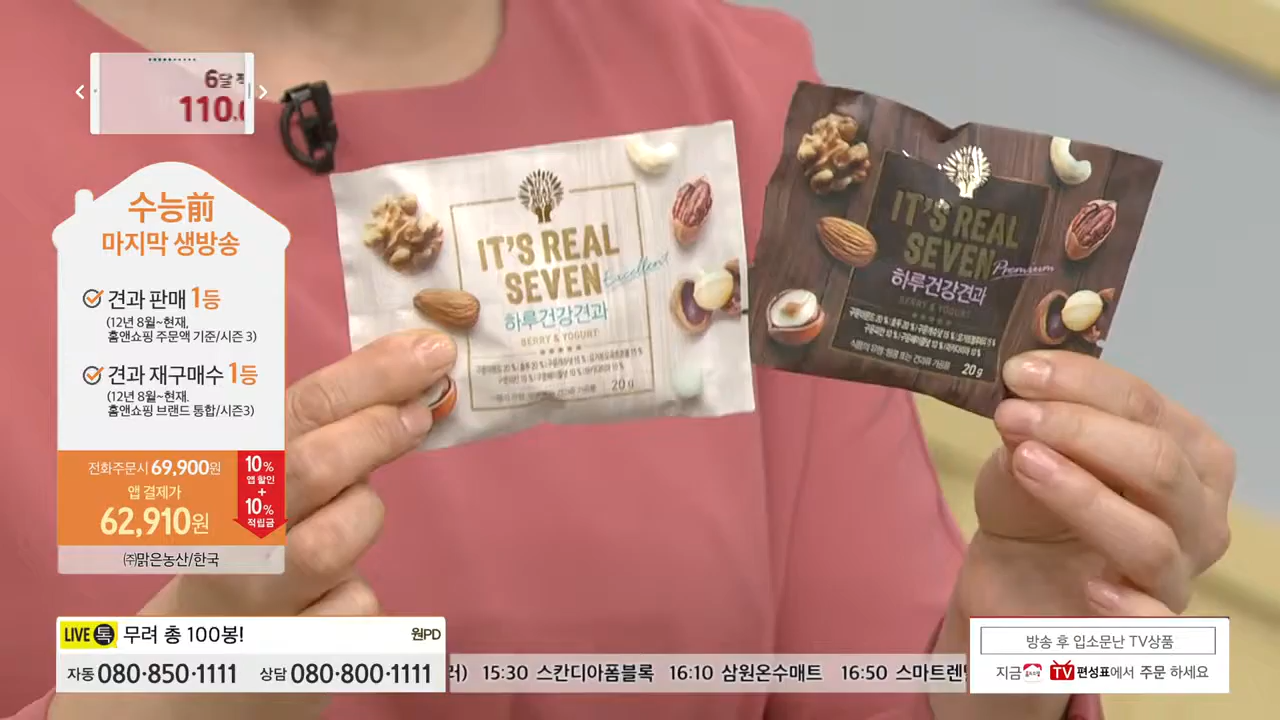 6달
110.
수능前
마지막 생방송
견과 판매 1등
(12년 8월~현재,
홈앤쇼핑 주문액 기준/시즌 3)
견과 재구매수 1등
(12년 8월~현재.
홈앤쇼핑 브랜드 통합/시즌3)
전화주문시 69,900원
앱 결제가
62,910원
10%
앱 할인
+
10%
적립금
㈜맑은농산/한국
IT'S REAL
SEVEN Excellent
하루건강견과
BERRY & YOGURT
20 g
IT'S REAL
SEVEN Premium
하루건강견과
BERRY & YOGURT
20 g
LIVE 톡 무려 총 100봉! 원PD
자동 080·850·1111 상담 080·800·1111
러) 15:30 스칸디아폼블록 16:10 삼원온수매트 16:50 스마트렌
방송 후 입소문난 TV상품
지금 TV편성표에서 주문 하세요